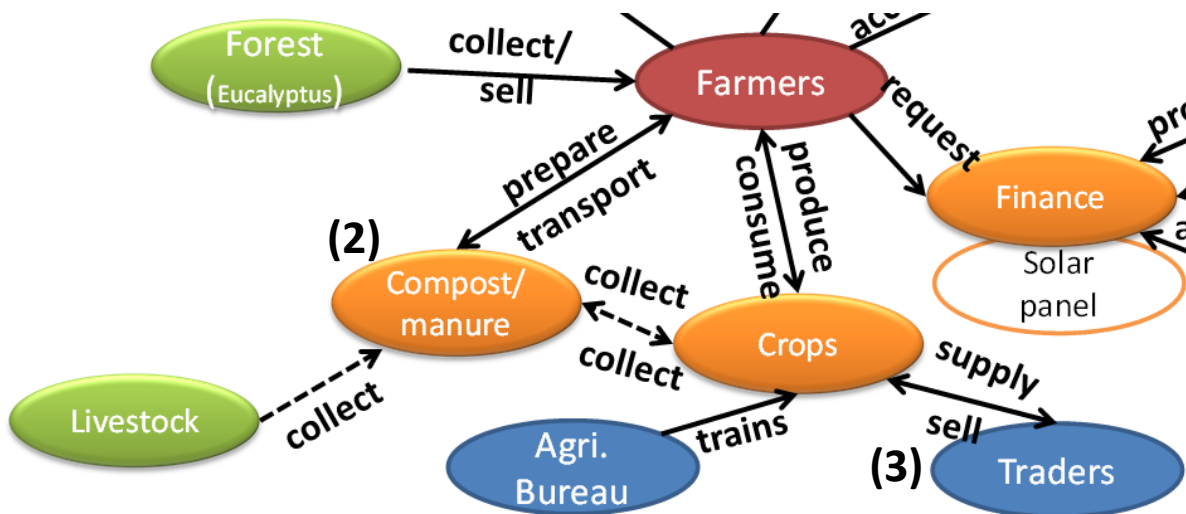 Forest
(Eucalyptus)
collect/
sell
Farmers
request
Finance
Solar
panel
prepare
transport
produce
consume
(2)
Compost/
manure
collect
collect
Crops
supply
sell
Livestock
collect
Agri.
Bureau
trains
(3)
Traders